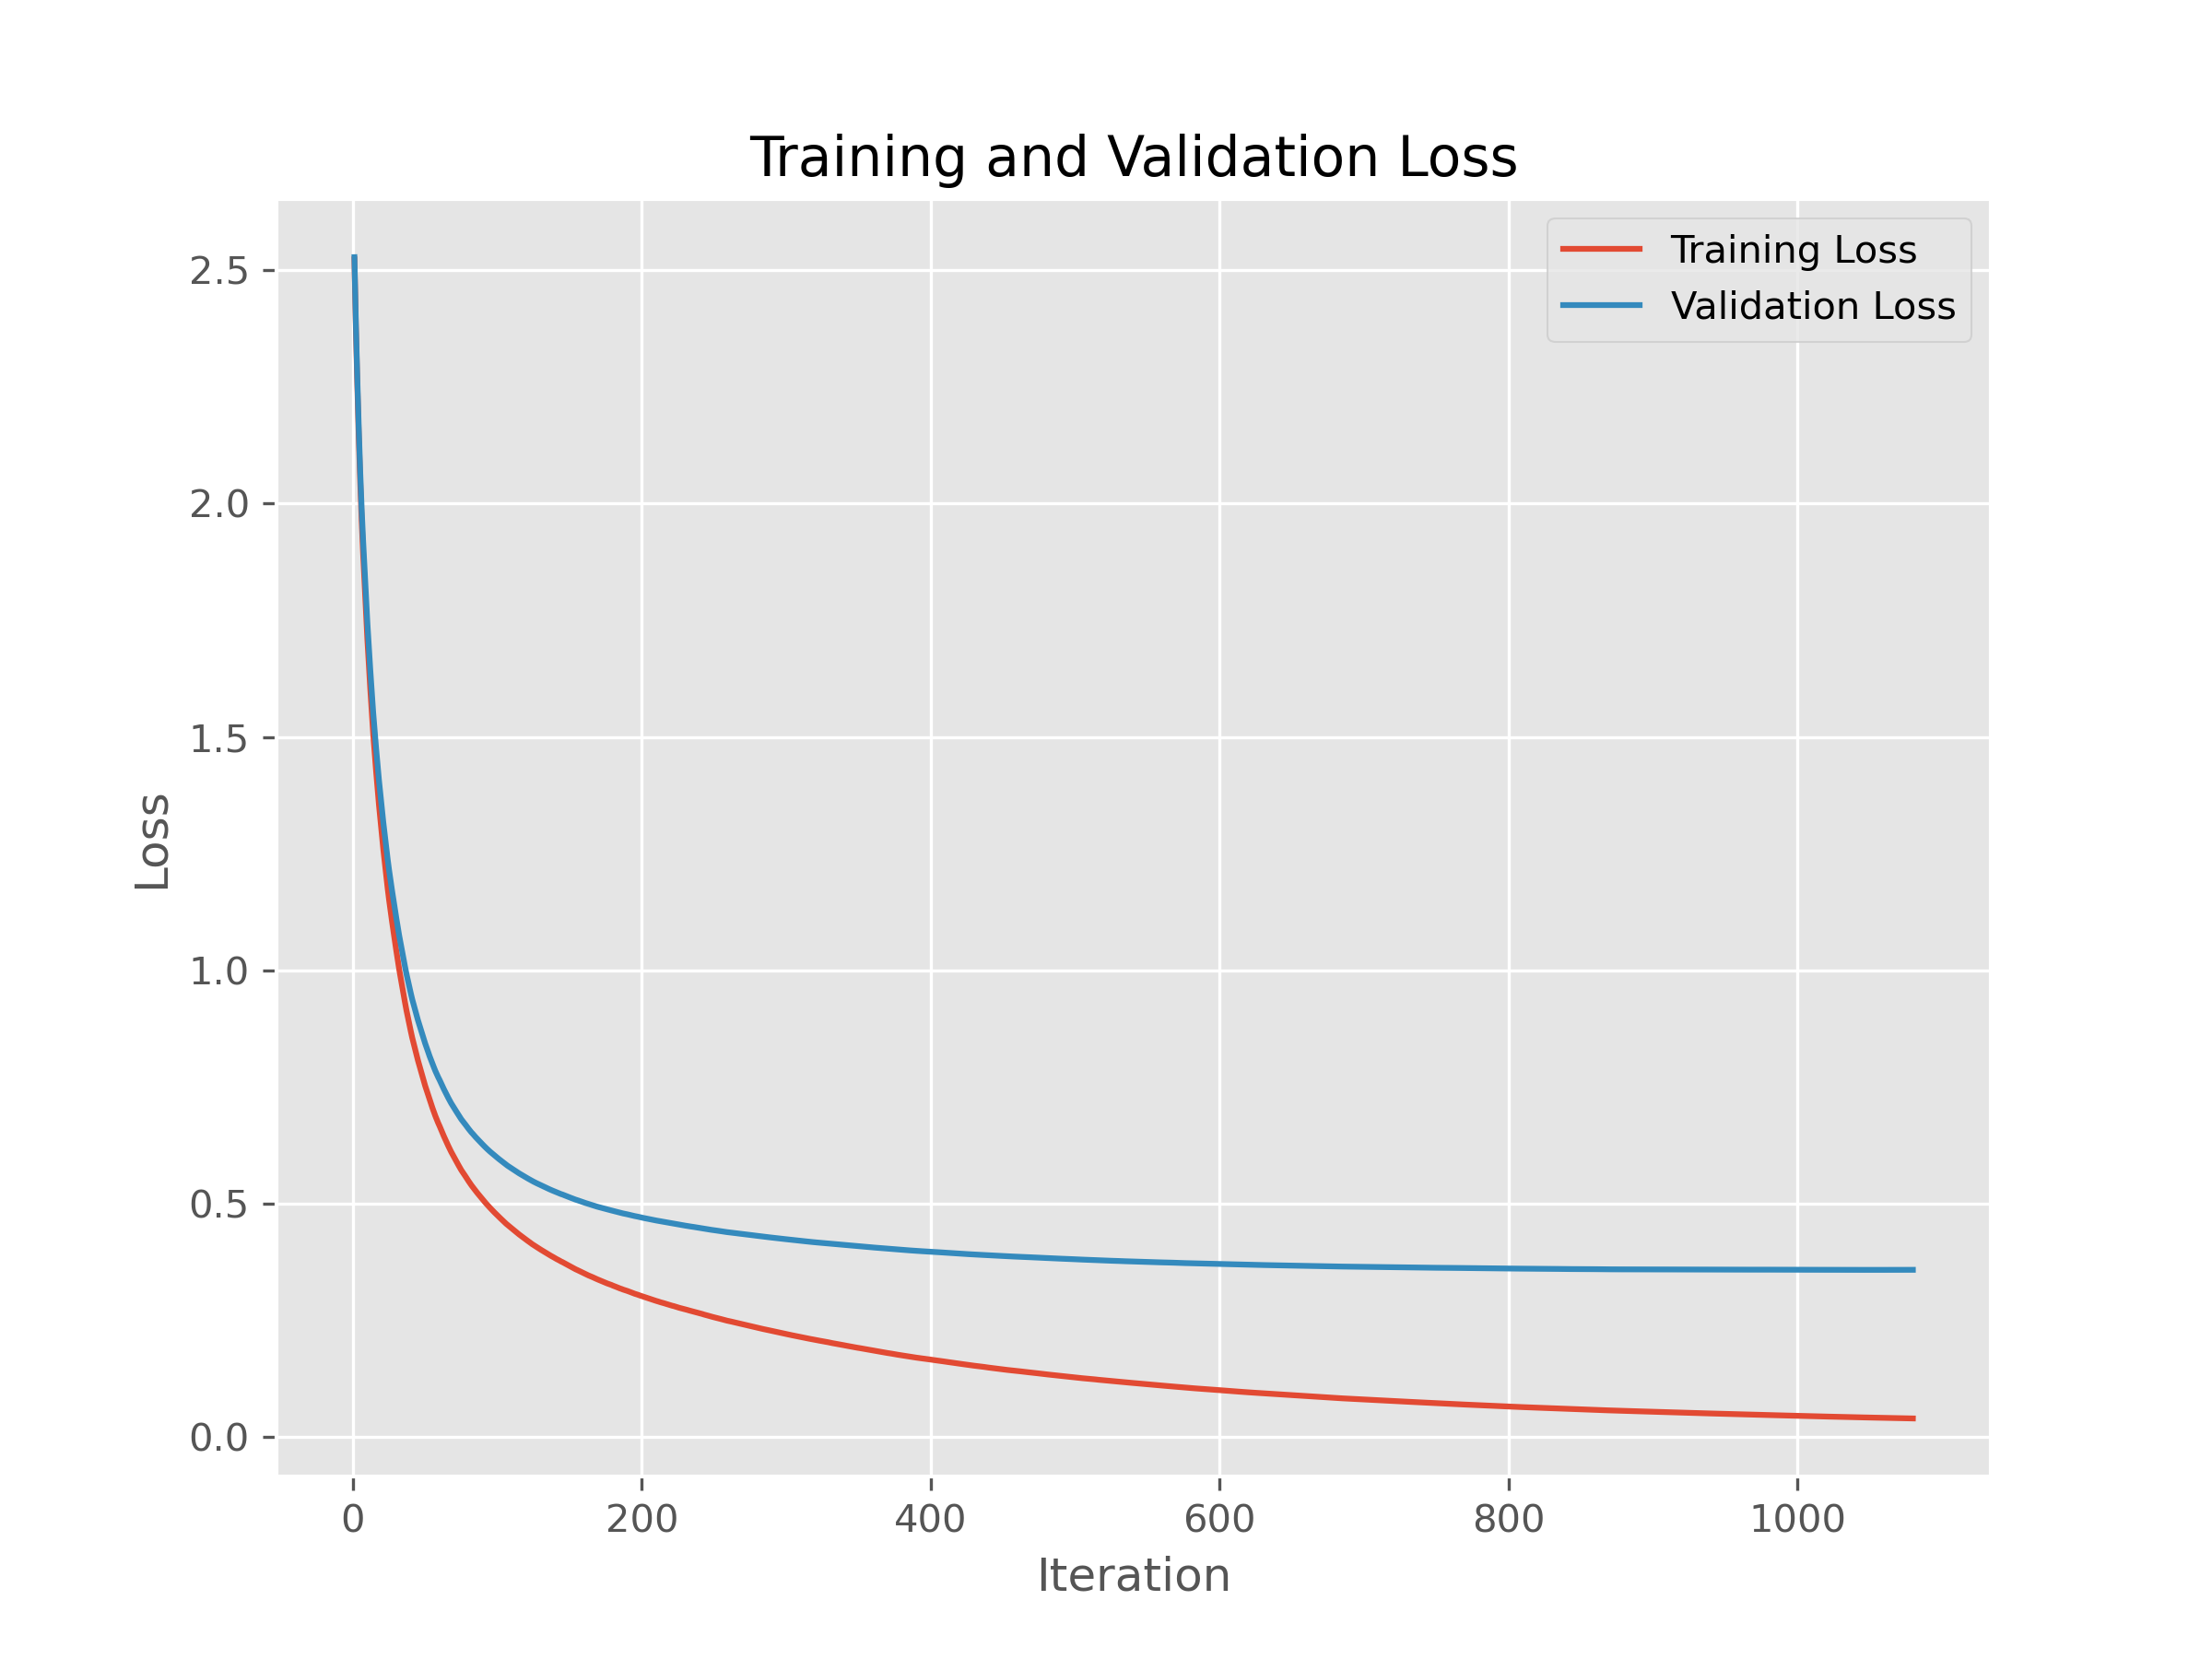 Training and Validation Loss
Training Loss
Validation Loss
2.5
2.0
1.5
1.0
0.5
0.0
Loss
0 200 400 600 800 1000
Iteration